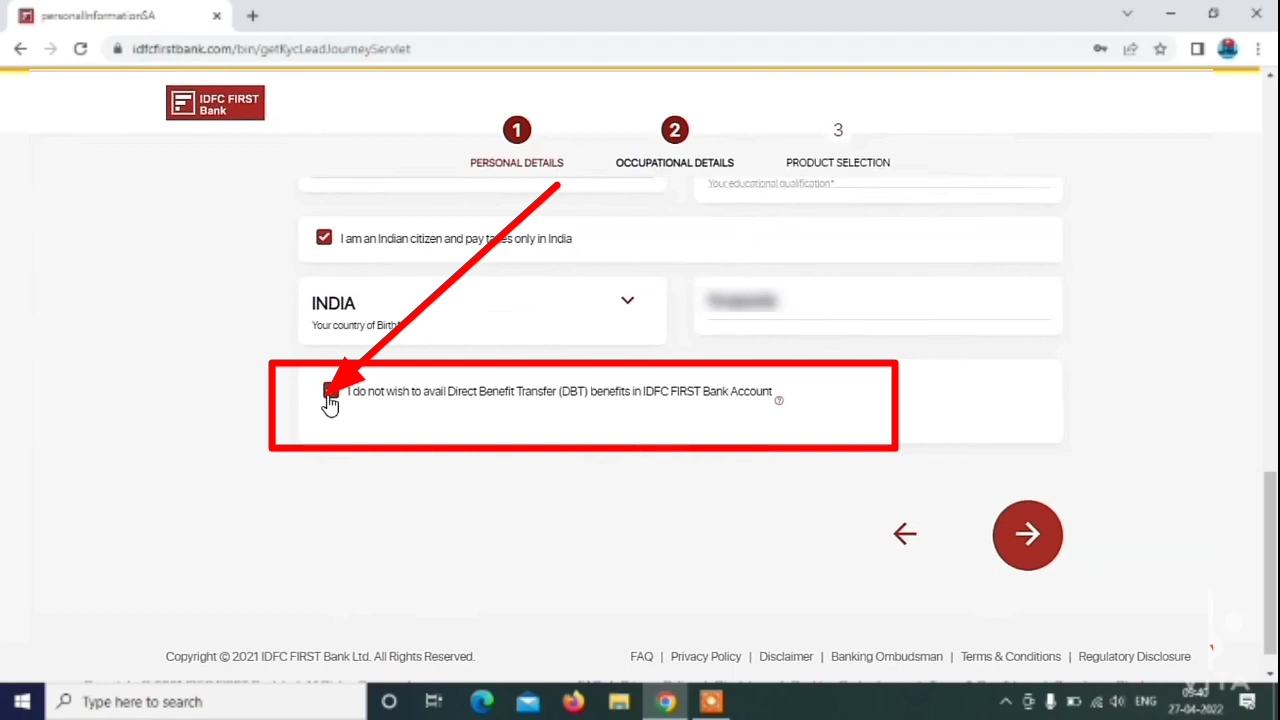 personalInformationSA
idfcfirstbank.com/bin/getKycLeadJourneyServlet
IDFC FIRST
Bank
1
2
3
PERSONAL DETAILS
OCCUPATIONAL DETAILS
PRODUCT SELECTION
Your educational qualification*
I am an Indian citizen and pay taxes only in India
INDIA
Your country of Birth*
I do not wish to avail Direct Benefit Transfer (DBT) benefits in IDFC FIRST Bank Account
?
Copyright © 2021 IDFC FIRST Bank Ltd. All Rights Reserved.
FAQ | Privacy Policy | Disclaimer | Banking Ombudsman | Terms & Conditions | Regulatory Disclosure
Type here to search
ENG
09:40
27-04-2022